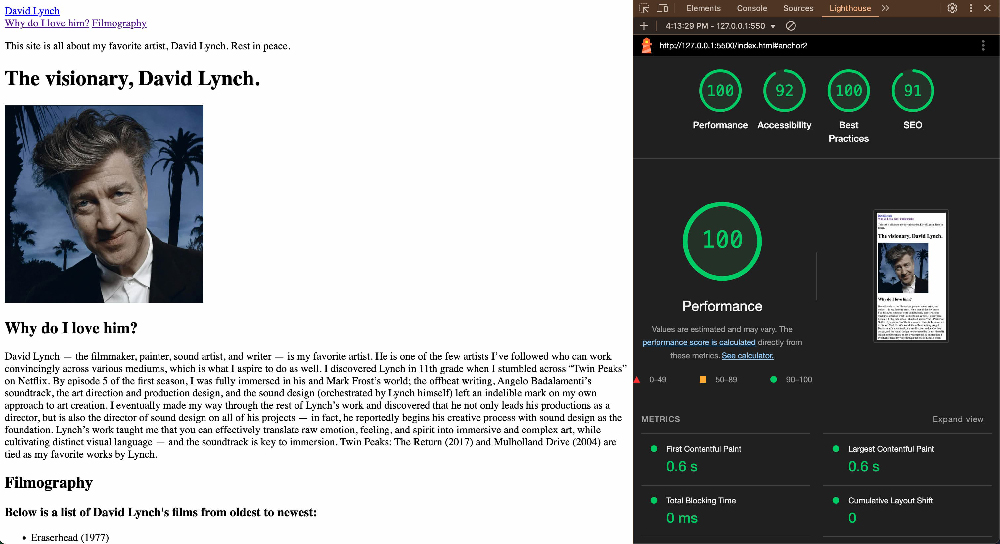 David Lynch
Why do I love him? Filmography
This site is all about my favorite artist, David Lynch. Rest in peace.
The visionary, David Lynch.
Why do I love him?
David Lynch — the filmmaker, painter, sound artist, and writer — is my favorite artist. He is one of the few artists I’ve followed who can work
convincingly across various mediums, which is what I aspire to do as well. I discovered Lynch in 11th grade when I stumbled across “Twin Peaks”
on Netflix. By episode 5 of the first season, I was fully immersed in his and Mark Frost’s world; the offbeat writing, Angelo Badalamenti’s
soundtrack, the art direction and production design, and the sound design (orchestrated by Lynch himself) left an indelible mark on my own
approach to art creation. I eventually made my way through the rest of Lynch’s work and discovered that he not only leads his productions as a
director, but is also the director of sound design on all of his projects — in fact, he reportedly begins his creative process with sound design as the
foundation. Lynch’s work taught me that you can effectively translate raw emotion, feeling, and spirit into immersive and complex art, while
cultivating distinct visual language — and the soundtrack is key to immersion. Twin Peaks: The Return (2017) and Mulholland Drive (2004) are
tied as my favorite works by Lynch.
Filmography
Below is a list of David Lynch's films from oldest to newest:
• Eraserhead (1977)
Elements Console Sources Lighthouse
4:13:29 PM - 127.0.0.1:550
http://127.0.0.1:5500/index.html#anchor2
100 92 100 91
Performance Accessibility Best Practices SEO
100
Performance
Values are estimated and may vary. The
performance score is calculated directly from
these metrics. See calculator.
0–49 50–89 90–100
METRICS Expand view
First Contentful Paint Largest Contentful Paint
0.6 s 0.6 s
Total Blocking Time Cumulative Layout Shift
0 ms 0